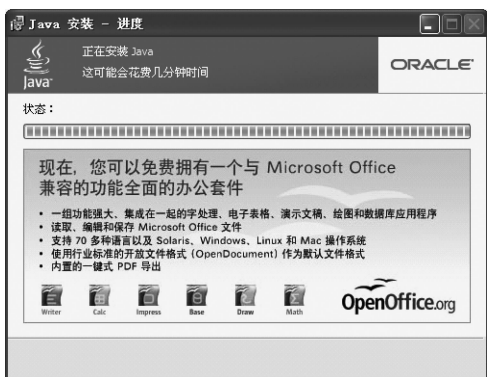 Java 安装 - 进度
正在安装 Java
这可能会花费几分钟时间
Java
ORACLE
状态：
现在，您可以免费拥有一个与 Microsoft Office
兼容的功能全面的办公套件
• 一组功能强大、集成在一起的字处理、电子表格、演示文稿、绘图和数据库应用程序
• 读取、编辑和保存 Microsoft Office 文件
• 支持 70 多种语言以及 Solaris、Windows、Linux 和 Mac 操作系统
• 使用行业标准的开放文件格式 (OpenDocument) 作为默认文件格式
• 内置的一键式 PDF 导出
Writer Calc Impress Base Draw Math
OpenOffice.org